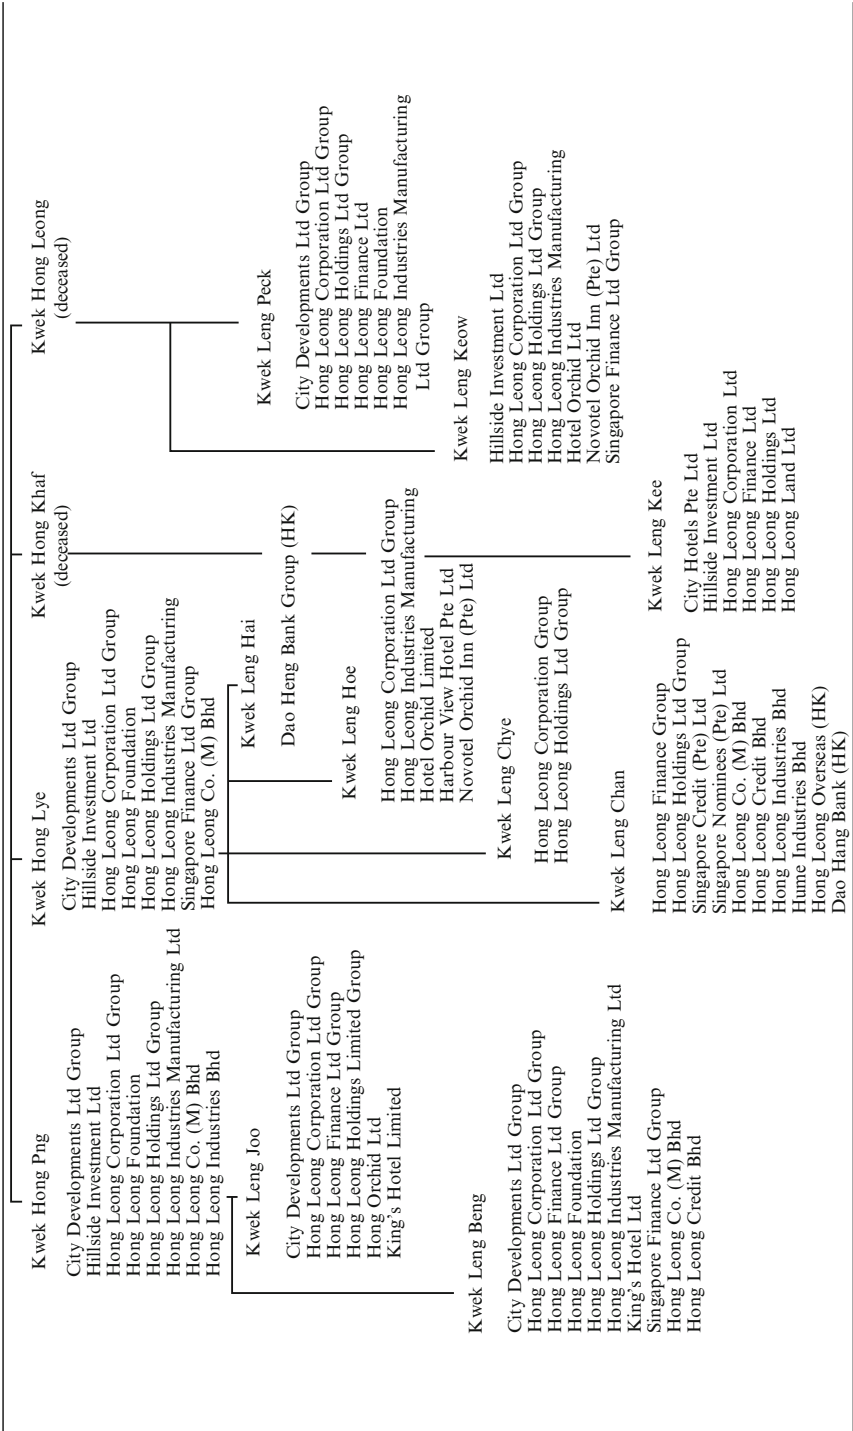 Kwek Hong Png
City Developments Ltd Group
Hillside Investment Ltd
Hong Leong Corporation Ltd Group
Hong Leong Foundation
Hong Leong Holdings Ltd Group
Hong Leong Industries Manufacturing Ltd
Hong Leong Co. (M) Bhd
Hong Leong Industries Bhd
Kwek Leng Joo
City Developments Ltd Group
Hong Leong Corporation Ltd Group
Hong Leong Finance Ltd Group
Hong Leong Holdings Limited Group
Hong Orchid Ltd
King's Hotel Limited
Kwek Leng Beng
City Developments Ltd Group
Hong Leong Corporation Ltd Group
Hong Leong Finance Ltd Group
Hong Leong Foundation
Hong Leong Holdings Ltd Group
Hong Leong Industries Manufacturing Ltd
King's Hotel Ltd
Singapore Finance Ltd Group
Hong Leong Co. (M) Bhd
Hong Leong Credit Bhd
Kwek Hong Lye
City Developments Ltd Group
Hillside Investment Ltd
Hong Leong Corporation Ltd Group
Hong Leong Foundation
Hong Leong Holdings Ltd Group
Hong Leong Industries Manufacturing
Singapore Finance Ltd Group
Hong Leong Co. (M) Bhd
Kwek Leng Hai
Dao Heng Bank Group (HK)
Kwek Leng Hoe
Hong Leong Corporation Ltd Group
Hong Leong Industries Manufacturing
Hotel Orchid Limited
Harbour View Hotel Pte Ltd
Novotel Orchid Inn (Pte) Ltd
Kwek Leng Chye
Hong Leong Corporation Group
Hong Leong Holdings Ltd Group
Kwek Leng Chan
Hong Leong Finance Group
Hong Leong Holdings Ltd Group
Singapore Credit (Pte) Ltd
Singapore Nominees (Pte) Ltd
Hong Leong Co. (M) Bhd
Hong Leong Credit Bhd
Hong Leong Industries Bhd
Hume Industries Bhd
Hong Leong Overseas (HK)
Dao Hang Bank (HK)
Kwek Hong Khaf
(deceased)
Kwek Leng Kee
City Hotels Pte Ltd
Hillside Investment Ltd
Hong Leong Corporation Ltd
Hong Leong Finance Ltd
Hong Leong Holdings Ltd
Hong Leong Land Ltd
Kwek Hong Leong
(deceased)
Kwek Leng Peck
City Developments Ltd Group
Hong Leong Corporation Ltd Group
Hong Leong Holdings Ltd Group
Hong Leong Finance Ltd
Hong Leong Foundation
Hong Leong Industries Manufacturing
Ltd Group
Kwek Leng Keow
Hillside Investment Ltd
Hong Leong Corporation Ltd Group
Hong Leong Holdings Ltd Group
Hong Leong Industries Manufacturing
Hotel Orchid Ltd
Novotel Orchid Inn (Pte) Ltd
Singapore Finance Ltd Group